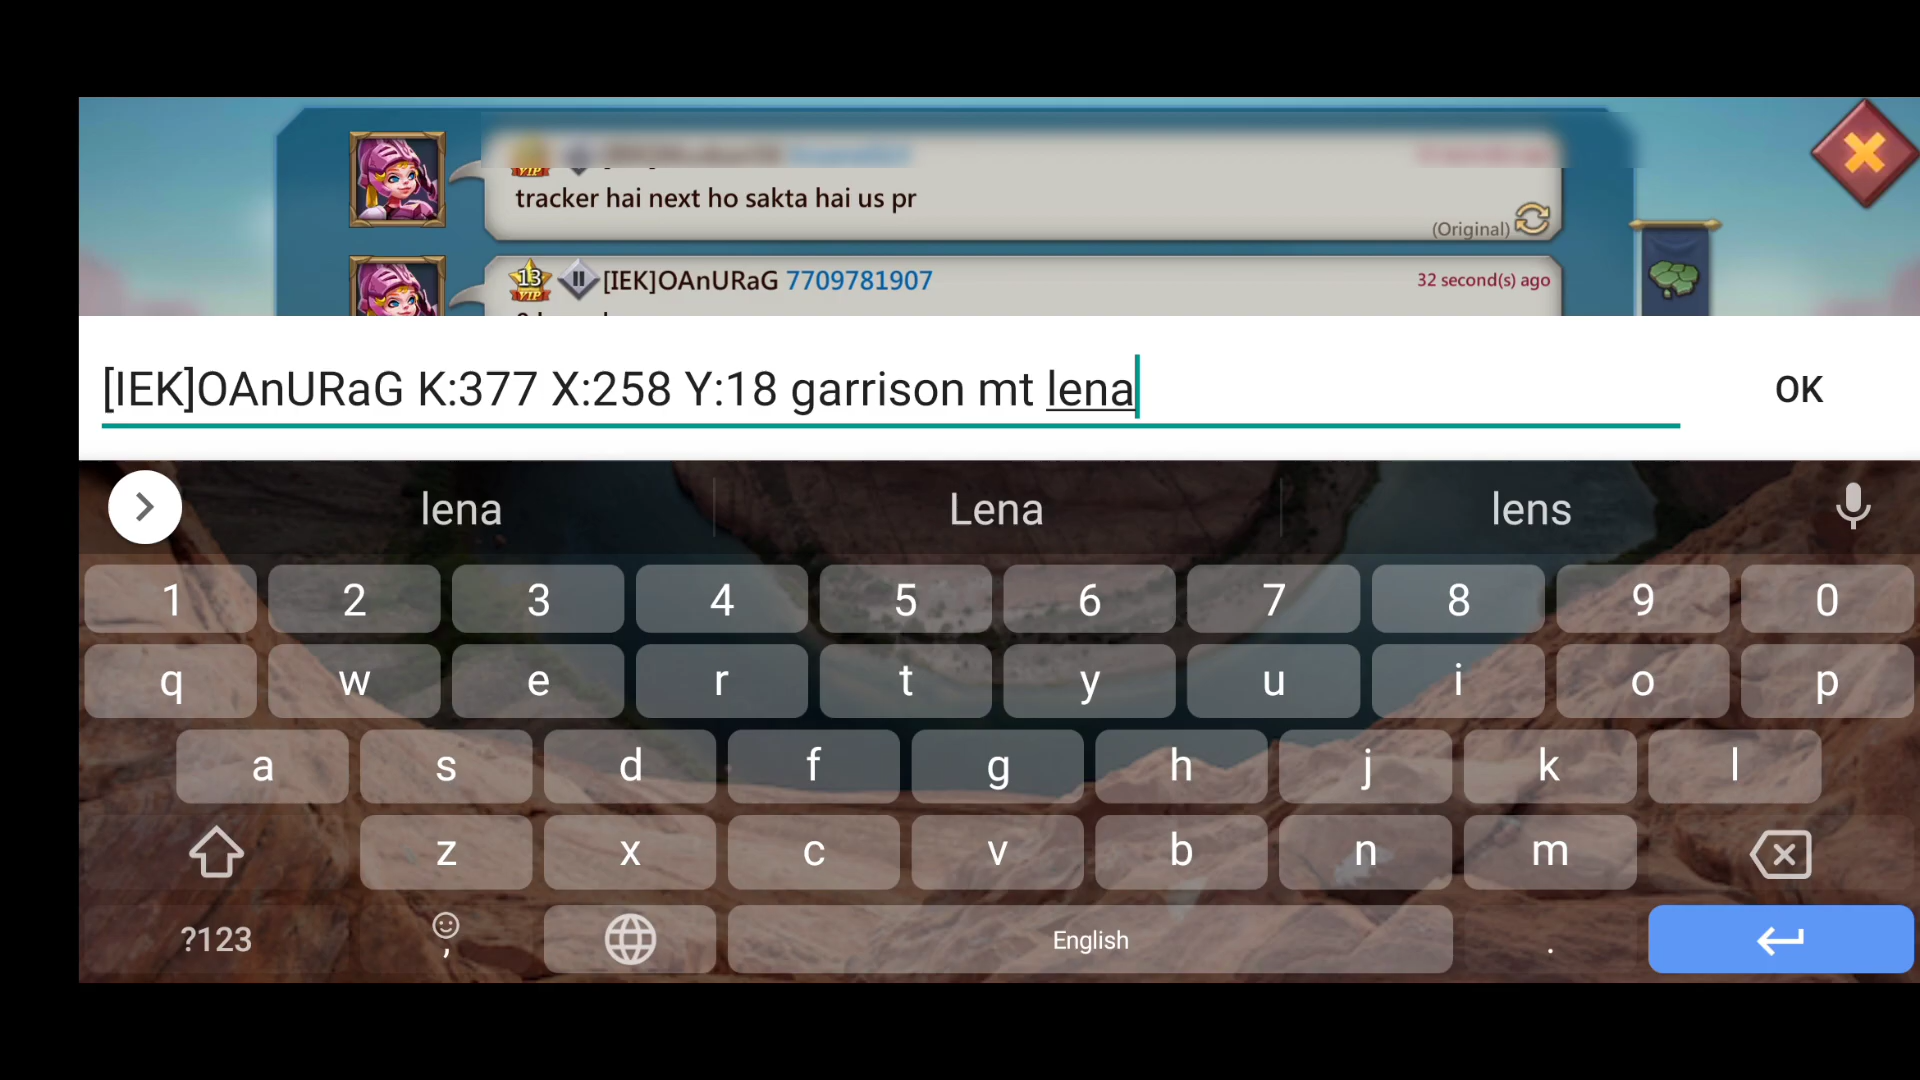 VIP
tracker hai next ho sakta hai us pr
(Original)
13 VIP II [IEK]OAnURaG 7709781907 32 second(s) ago
[IEK]OAnURaG K:377 X:258 Y:18 garrison mt lena OK
lena Lena lens
1 2 3 4 5 6 7 8 9 0
q w e r t y u i o p
a s d f g h j k l
z x c v b n m
?123 , English .